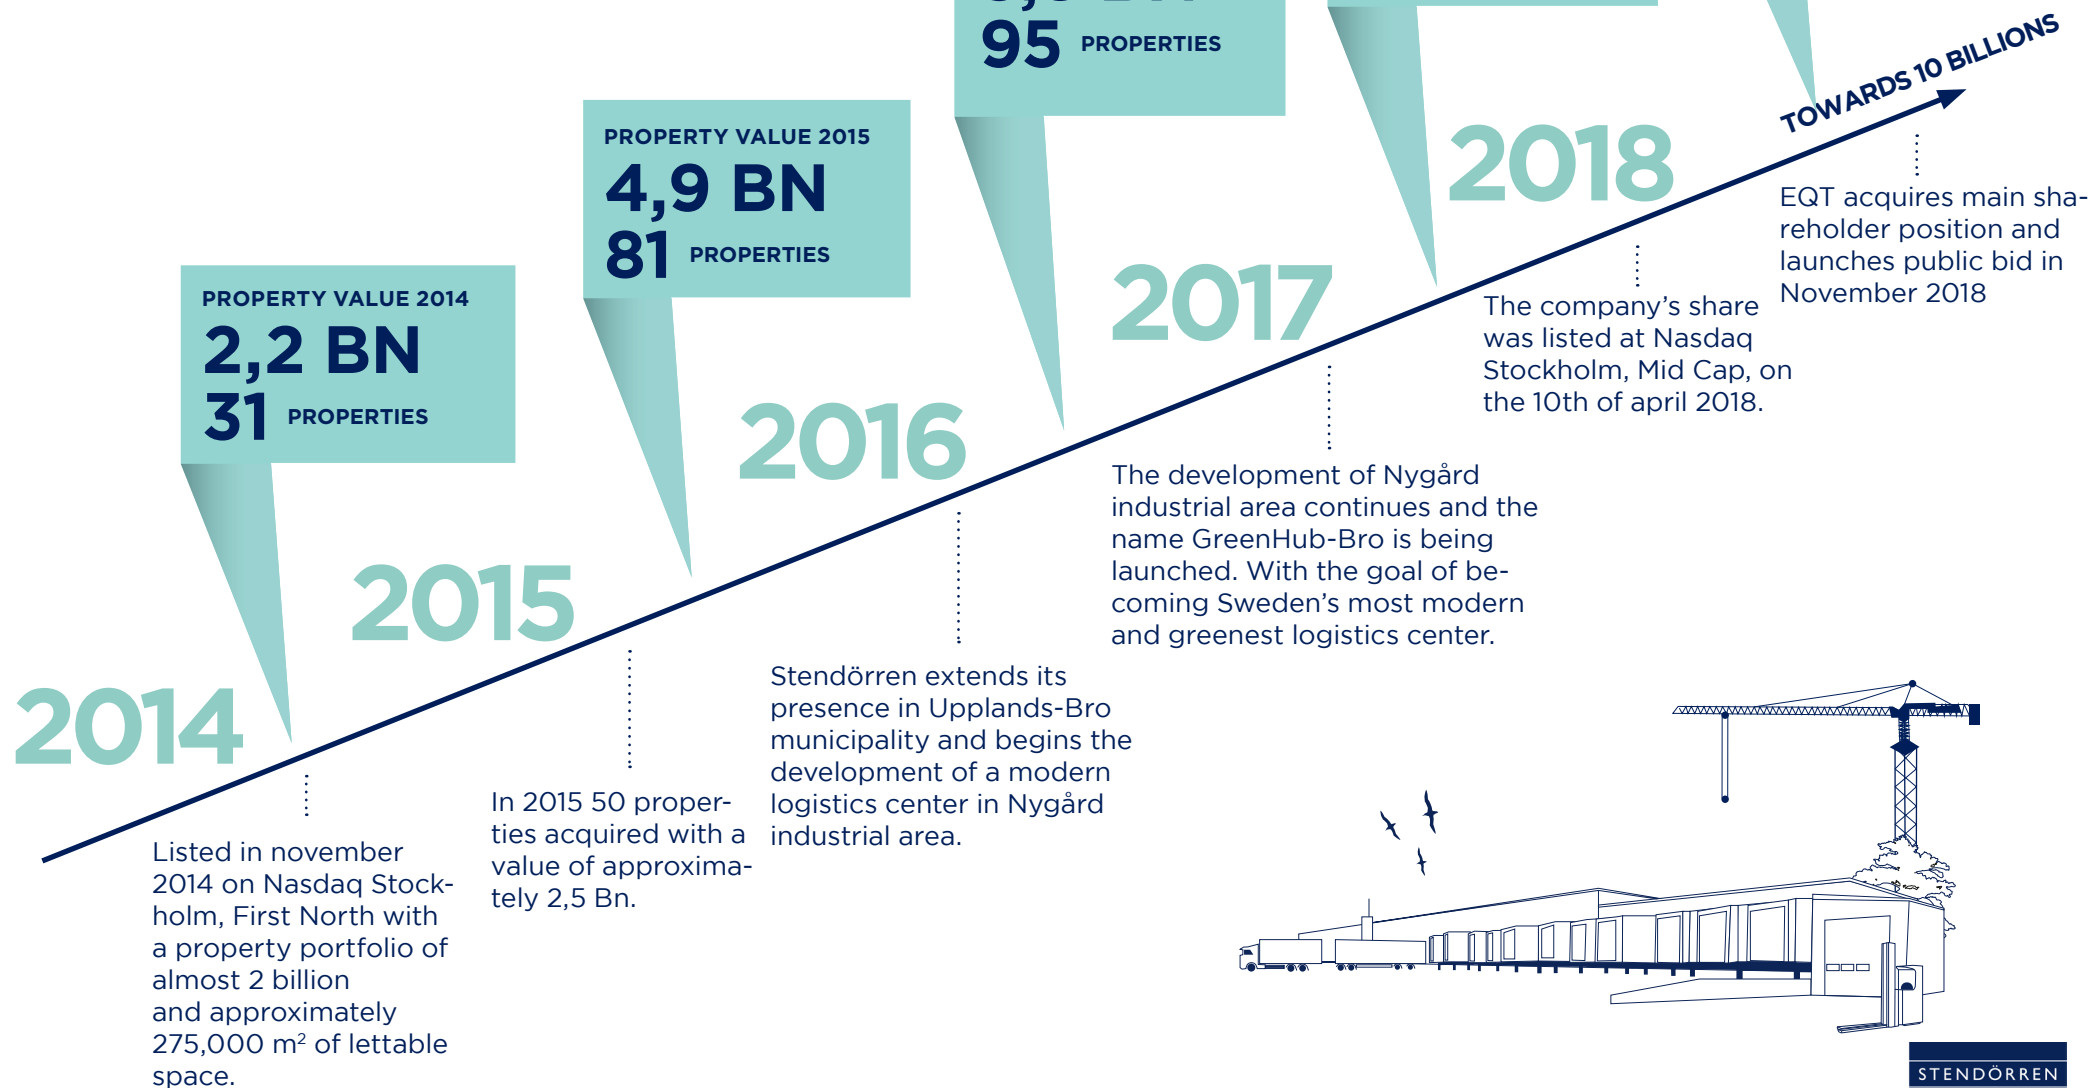 95 PROPERTIES
TOWARDS 10 BILLIONS
PROPERTY VALUE 2015
4,9 BN
81 PROPERTIES
2018
EQT acquires main sha-
reholder position and
launches public bid in
November 2018
PROPERTY VALUE 2014
2,2 BN
31 PROPERTIES
2017
The company’s share
was listed at Nasdaq
Stockholm, Mid Cap, on
the 10th of april 2018.
2016
The development of Nygård
industrial area continues and the
name GreenHub-Bro is being
launched. With the goal of be-
coming Sweden’s most modern
and greenest logistics center.
2015
Stendörren extends its
presence in Upplands-Bro
municipality and begins the
development of a modern
logistics center in Nygård
industrial area.
2014
In 2015 50 proper-
ties acquired with a
value of approxima-
tely 2,5 Bn.
Listed in november
2014 on Nasdaq Stock-
holm, First North with
a property portfolio of
almost 2 billion
and approximately
275,000 m² of lettable
space.
STENDÖRREN